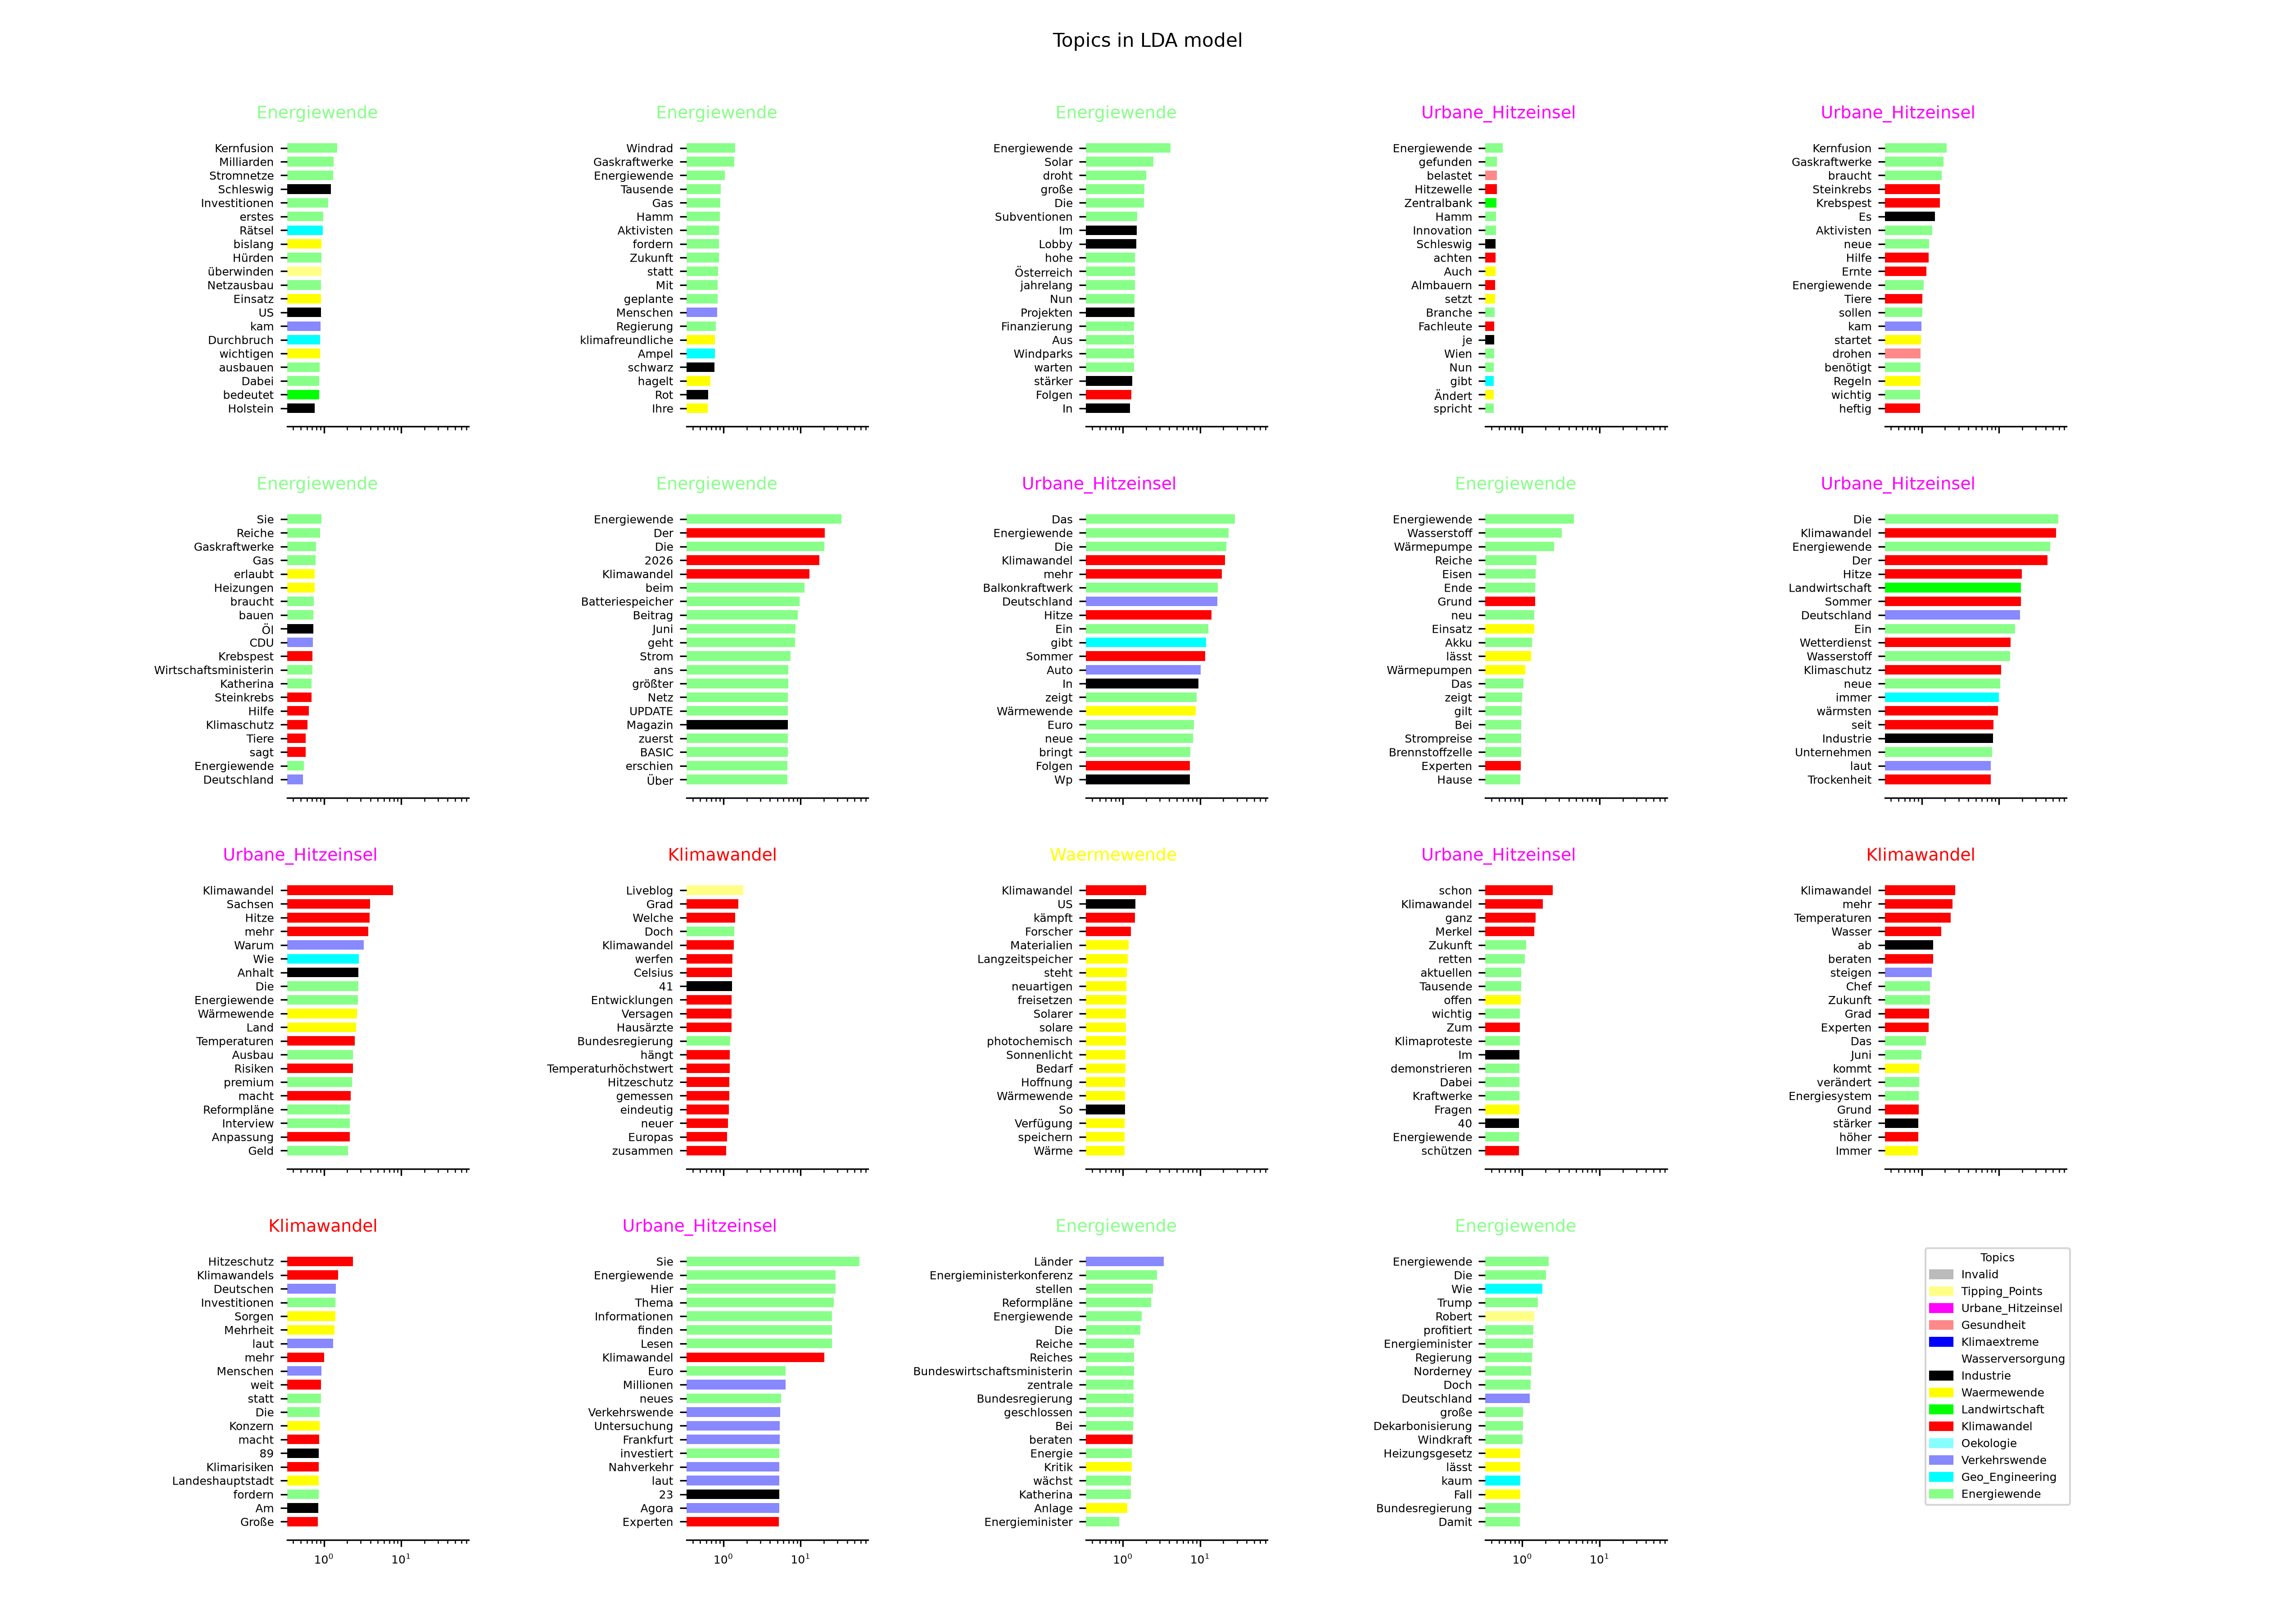 Topics in LDA model
Energiewende
Kernfusion
Milliarden
Stromnetze
Schleswig
Investitionen
erstes
Rätsel
bislang
Hürden
überwinden
Netzausbau
Einsatz
US
kam
Durchbruch
wichtigen
ausbauen
Dabei
bedeutet
Holstein
Energiewende
Windrad
Gaskraftwerke
Energiewende
Tausende
Gas
Hamm
Aktivisten
fordern
Zukunft
statt
Mit
geplante
Menschen
Regierung
klimafreundliche
Ampel
schwarz
hagelt
Rot
Ihre
Energiewende
Energiewende
Solar
droht
große
Die
Subventionen
Im
Lobby
hohe
Österreich
jahrelang
Nun
Projekten
Finanzierung
Aus
Windparks
warten
stärker
Folgen
In
Urbane_Hitzeinsel
Energiewende
gefunden
belastet
Hitzewelle
Zentralbank
Hamm
Innovation
Schleswig
achten
Auch
Almbauern
setzt
Branche
Fachleute
je
Wien
Nun
gibt
Ändert
spricht
Urbane_Hitzeinsel
Kernfusion
Gaskraftwerke
braucht
Steinkrebs
Krebspest
Es
Aktivisten
neue
Hilfe
Ernte
Energiewende
Tiere
sollen
kam
startet
drohen
benötigt
Regeln
wichtig
heftig
Energiewende
Sie
Reiche
Gaskraftwerke
Gas
erlaubt
Heizungen
braucht
bauen
Öl
CDU
Krebspest
Wirtschaftsministerin
Katherina
Steinkrebs
Hilfe
Klimaschutz
Tiere
sagt
Energiewende
Deutschland
Energiewende
Energiewende
Der
Die
2026
Klimawandel
beim
Batteriespeicher
Beitrag
Juni
geht
Strom
ans
größter
Netz
UPDATE
Magazin
zuerst
BASIC
erschien
Über
Urbane_Hitzeinsel
Das
Energiewende
Die
Klimawandel
mehr
Balkonkraftwerk
Deutschland
Hitze
Ein
gibt
Sommer
Auto
In
zeigt
Wärmewende
Euro
neue
bringt
Folgen
Wp
Energiewende
Energiewende
Wasserstoff
Wärmepumpe
Reiche
Eisen
Ende
Grund
neu
Einsatz
Akku
lässt
Wärmepumpen
Das
zeigt
gilt
Bei
Strompreise
Brennstoffzelle
Experten
Hause
Urbane_Hitzeinsel
Die
Klimawandel
Energiewende
Der
Hitze
Landwirtschaft
Sommer
Deutschland
Ein
Wetterdienst
Wasserstoff
Klimaschutz
neue
immer
wärmsten
seit
Industrie
Unternehmen
laut
Trockenheit
Urbane_Hitzeinsel
Klimawandel
Sachsen
Hitze
mehr
Warum
Wie
Anhalt
Die
Energiewende
Wärmewende
Land
Temperaturen
Ausbau
Risiken
premium
macht
Reformpläne
Interview
Anpassung
Geld
Klimawandel
Liveblog
Grad
Welche
Doch
Klimawandel
werfen
Celsius
41
Entwicklungen
Versagen
Hausärzte
Bundesregierung
hängt
Temperaturhöchstwert
Hitzeschutz
gemessen
eindeutig
neuer
Europas
zusammen
Waermewende
Klimawandel
US
kämpft
Forscher
Materialien
Langzeitspeicher
steht
neuartigen
freisetzen
Solarer
solare
photochemisch
Sonnenlicht
Bedarf
Hoffnung
Wärmewende
So
Verfügung
speichern
Wärme
Urbane_Hitzeinsel
schon
Klimawandel
ganz
Merkel
Zukunft
retten
aktuellen
Tausende
offen
wichtig
Zum
Klimaproteste
Im
demonstrieren
Dabei
Kraftwerke
Fragen
40
Energiewende
schützen
Klimawandel
Klimawandel
mehr
Temperaturen
Wasser
ab
beraten
steigen
Chef
Zukunft
Grad
Experten
Das
Juni
kommt
verändert
Energiesystem
Grund
stärker
höher
Immer
Klimawandel
Hitzeschutz
Klimawandels
Deutschen
Investitionen
Sorgen
Mehrheit
laut
mehr
Menschen
weit
statt
Die
Konzern
macht
89
Klimarisiken
Landeshauptstadt
fordern
Am
Große
10⁰ 10¹
Urbane_Hitzeinsel
Sie
Energiewende
Hier
Thema
Informationen
finden
Lesen
Klimawandel
Euro
Millionen
neues
Verkehrswende
Untersuchung
Frankfurt
investiert
Nahverkehr
laut
23
Agora
Experten
10⁰ 10¹
Energiewende
Länder
Energieministerkonferenz
stellen
Reformpläne
Energiewende
Die
Reiche
Reiches
Bundeswirtschaftsministerin
zentrale
Bundesregierung
geschlossen
Bei
beraten
Energie
Kritik
wächst
Katherina
Anlage
Energieminister
10⁰ 10¹
Energiewende
Energiewende
Die
Wie
Trump
Robert
profitiert
Energieminister
Regierung
Norderney
Doch
Deutschland
große
Dekarbonisierung
Windkraft
Heizungsgesetz
lässt
kaum
Fall
Bundesregierung
Damit
10⁰ 10¹
Topics
Invalid
Tipping_Points
Urbane_Hitzeinsel
Gesundheit
Klimaextreme
Wasserversorgung
Industrie
Waermewende
Landwirtschaft
Klimawandel
Oekologie
Verkehrswende
Geo_Engineering
Energiewende